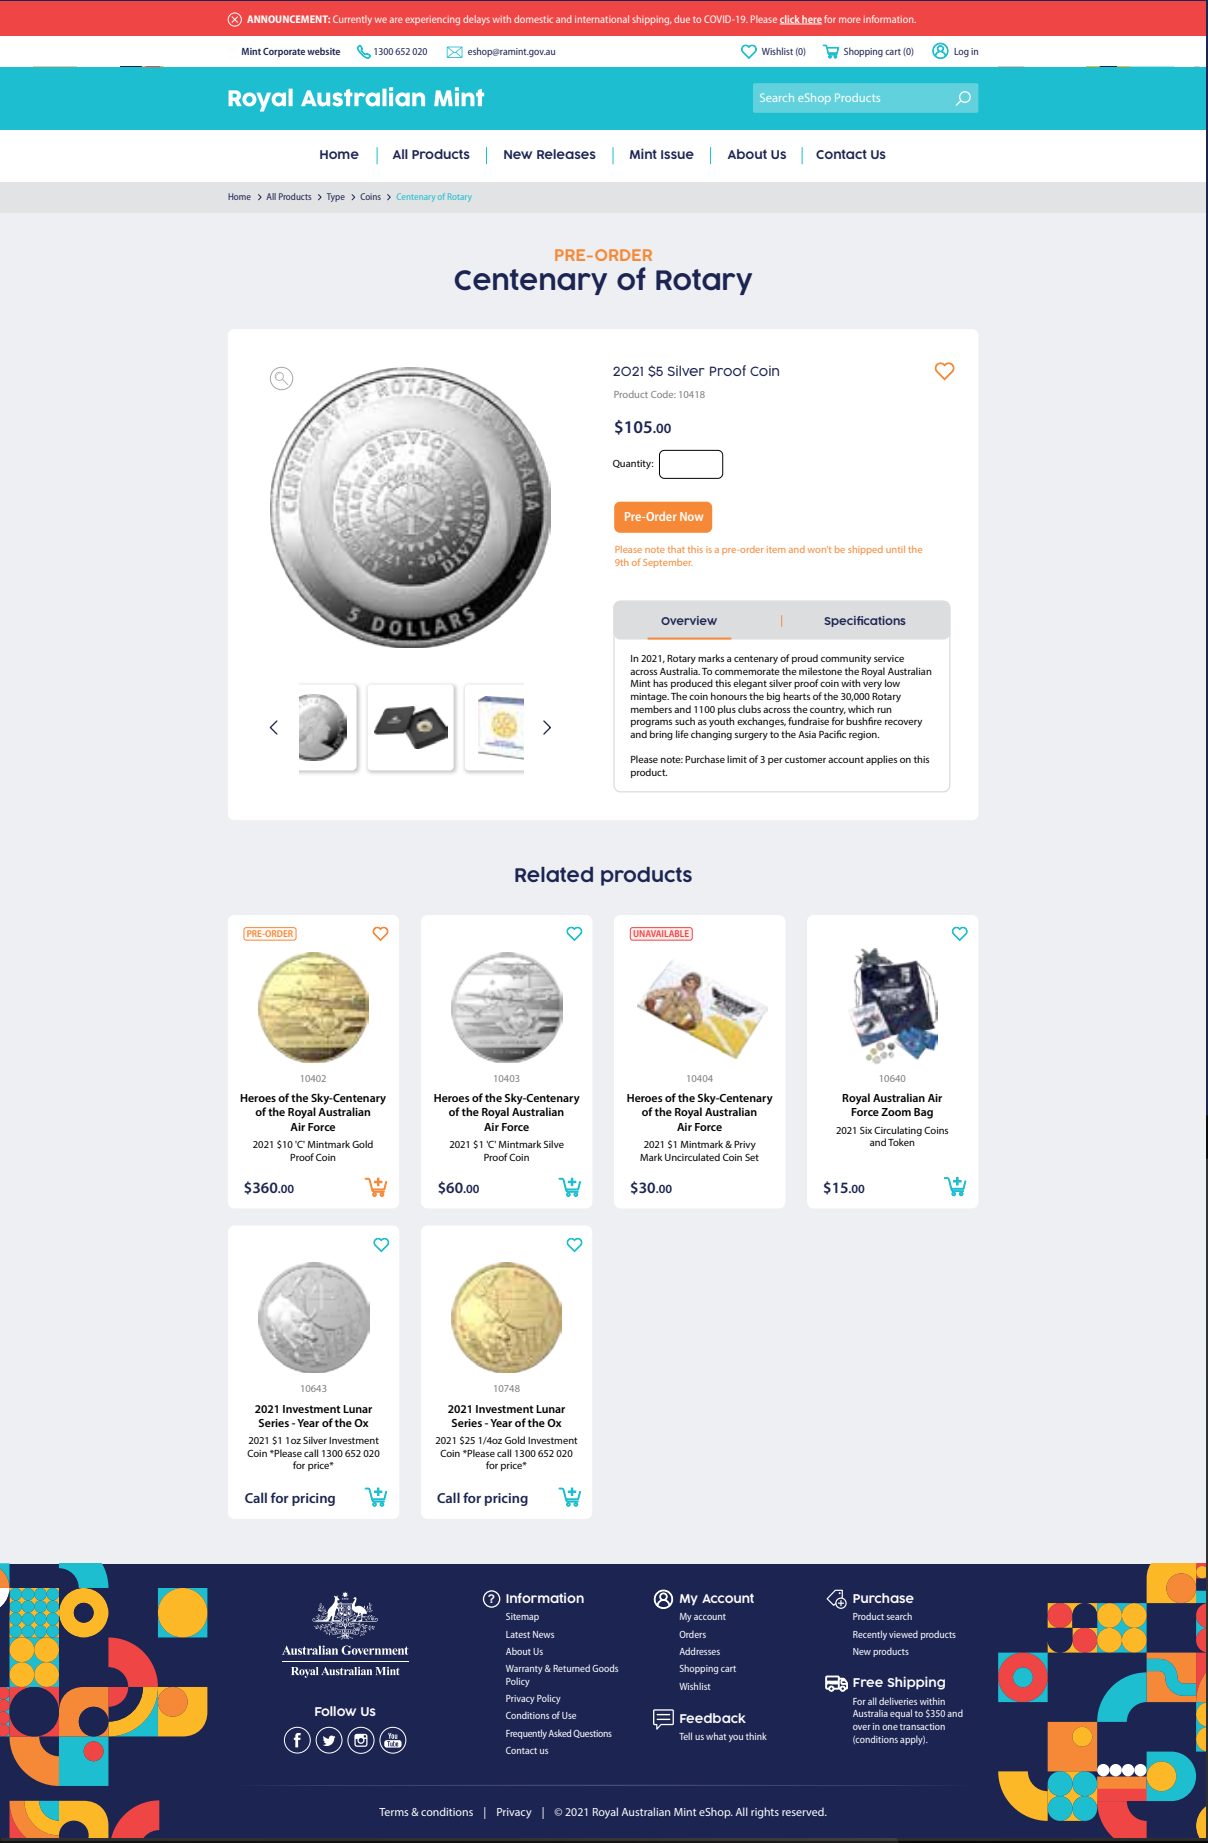 ANNOUNCEMENT: Currently we are experiencing delays with domestic and international shipping, due to COVID-19. Please click here for more information.
Mint Corporate website 1300 652 020 eshop@ramint.gov.au Wishlist (0) Shopping cart (0) Log in
Royal Australian Mint
Search eShop Products
Home All Products New Releases Mint Issue About Us Contact Us
Home > All Products > Type > Coins > Centenary of Rotary
PRE-ORDER
Centenary of Rotary
CENTENARY OF ROTARY IN AUSTRALIA
SERVICE
1921 - 2021
5 DOLLARS
2021 $5 Silver Proof Coin
Product Code: 10418
$105.00
Quantity:
Pre-Order Now
Please note that this is a pre-order item and won't be shipped until the
9th of September.
Overview Specifications
In 2021, Rotary marks a centenary of proud community service
across Australia. To commemorate the milestone the Royal Australian
Mint has produced this elegant silver proof coin with very low
mintage. The coin honours the big hearts of the 30,000 Rotary
members and 1100 plus clubs across the country, which run
programs such as youth exchanges, fundraise for bushfire recovery
and bring life changing surgery to the Asia Pacific region.
Please note: Purchase limit of 3 per customer account applies on this
product.
Related products
PRE-ORDER
10402
Heroes of the Sky-Centenary
of the Royal Australian
Air Force
2021 $10 'C' Mintmark Gold
Proof Coin
$360.00
10403
Heroes of the Sky-Centenary
of the Royal Australian
Air Force
2021 $1 'C' Mintmark Silve
Proof Coin
$60.00
UNAVAILABLE
10404
Heroes of the Sky-Centenary
of the Royal Australian
Air Force
2021 $1 Mintmark & Privy
Mark Uncirculated Coin Set
$30.00
10640
Royal Australian Air
Force Zoom Bag
2021 Six Circulating Coins
and Token
$15.00
10643
2021 Investment Lunar
Series - Year of the Ox
2021 $1 1oz Silver Investment
Coin *Please call 1300 652 020
for price*
Call for pricing
10748
2021 Investment Lunar
Series - Year of the Ox
2021 $25 1/4oz Gold Investment
Coin *Please call 1300 652 020
for price*
Call for pricing
Australian Government
Royal Australian Mint
Follow Us
You
Tube
Information
Sitemap
Latest News
About Us
Warranty & Returned Goods
Policy
Privacy Policy
Conditions of Use
Frequently Asked Questions
Contact us
My Account
My account
Orders
Addresses
Shopping cart
Wishlist
Feedback
Tell us what you think
Purchase
Product search
Recently viewed products
New products
Free Shipping
For all deliveries within
Australia equal to $350 and
over in one transaction
(conditions apply).
Terms & conditions | Privacy | © 2021 Royal Australian Mint eShop. All rights reserved.